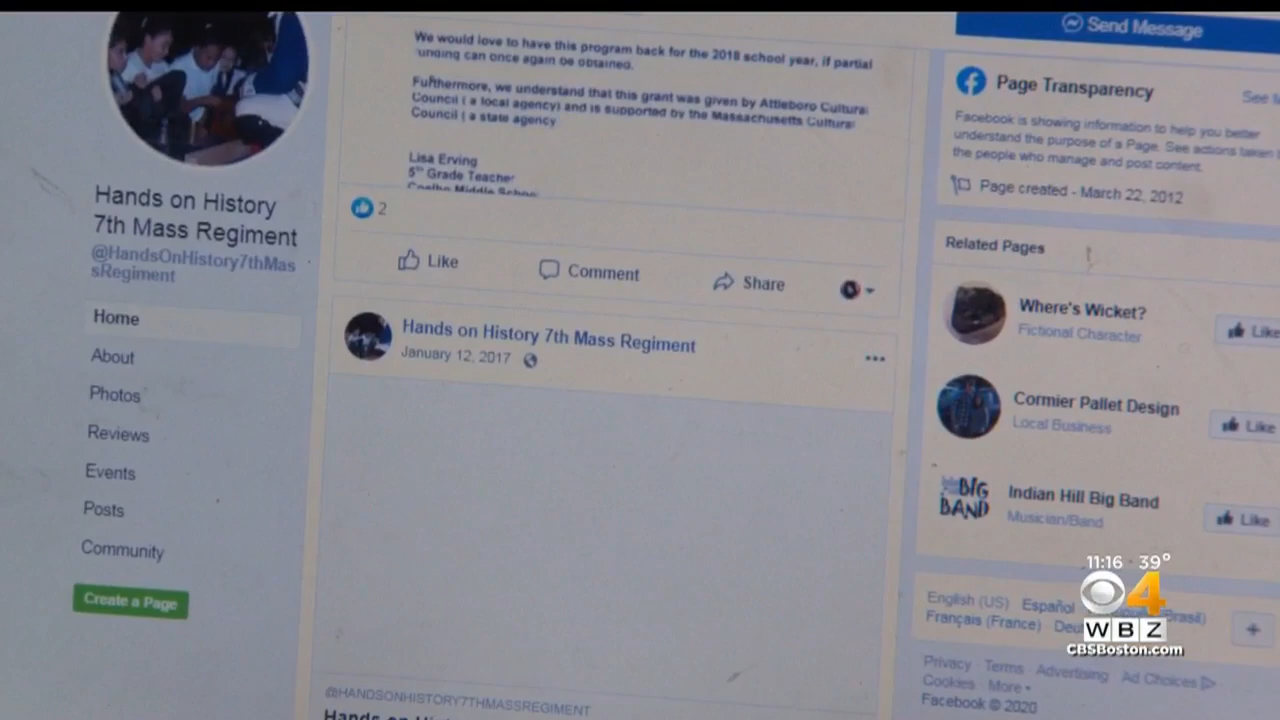 Hands on History
7th Mass Regiment
@HandsOnHistory7thMas
sRegiment
Home
About
Photos
Reviews
Events
Posts
Community
Create a Page
We would love to have this program back for the 2018 school year, if partial
funding can once again be obtained.
Furthermore, we understand that this grant was given by Attleboro Cultural
Council ( a local agency) and is supported by the Massachusetts Cultural
Council ( a state agency
Lisa Erving
5th Grade Teacher
Coelho Middle School
2
Like
Comment
Share
Hands on History 7th Mass Regiment
January 12, 2017
@HANDSONHISTORY7THMASSREGIMENT
Hands on
Send Message
Page Transparency
See
Facebook is showing information to help you better
understand the purpose of a Page. See actions taken
the people who manage and post content.
Page created - March 22, 2012
Related Pages
Where's Wicket?
Fictional Character
Like
Cormier Pallet Design
Local Business
Like
BIG
BAND
Indian Hill Big Band
Musician/Band
Like
English (US) Español (Brasil)
Français (France)
Privacy Terms Advertising Ad Choices
Cookies More
Facebook © 2020
11:16 39°
4
WBZ
CBSBoston.com